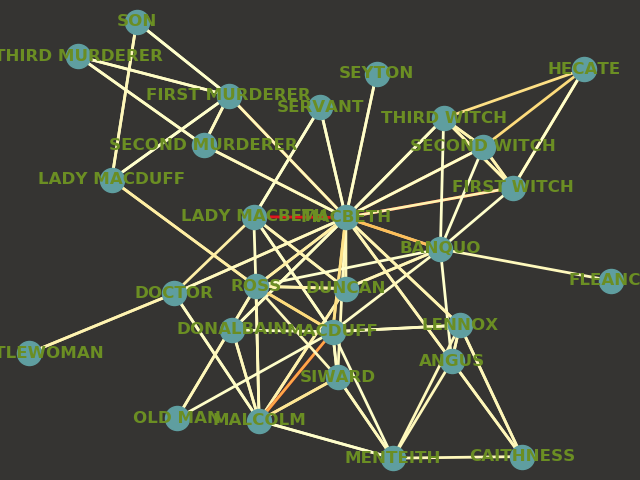 SON
THIRD MURDERER
SEYTON
HECATE
FIRST MURDERER
SERVANT
THIRD WITCH
SECOND MURDERER
SECOND WITCH
LADY MACDUFF
FIRST WITCH
LADY MACBETH
MACBETH
BANQUO
FLEANC
DOCTOR
ROSS
DUNCAN
DONALBAIN
MACDUFF
LENNOX
TLEWOMAN
ANGUS
SIWARD
OLD MAN
MALCOLM
MENTEITH
CAITHNESS